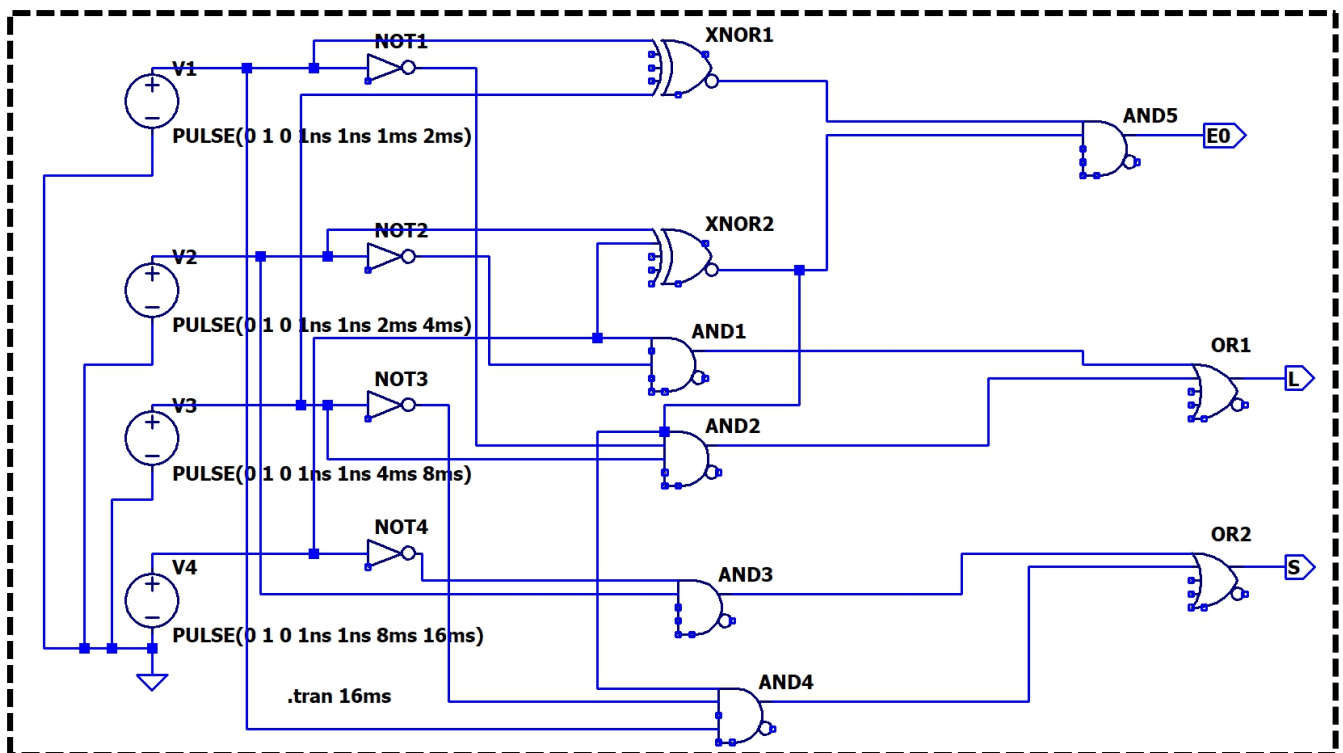 NOT1
XNOR1
V1
PULSE(0 1 0 1ns 1ns 1ms 2ms)
AND5
E0
NOT2
XNOR2
V2
PULSE(0 1 0 1ns 1ns 2ms 4ms)
AND1
OR1
L
NOT3
V3
AND2
PULSE(0 1 0 1ns 1ns 4ms 8ms)
NOT4
OR2
V4
AND3
S
PULSE(0 1 0 1ns 1ns 8ms 16ms)
.tran 16ms
AND4